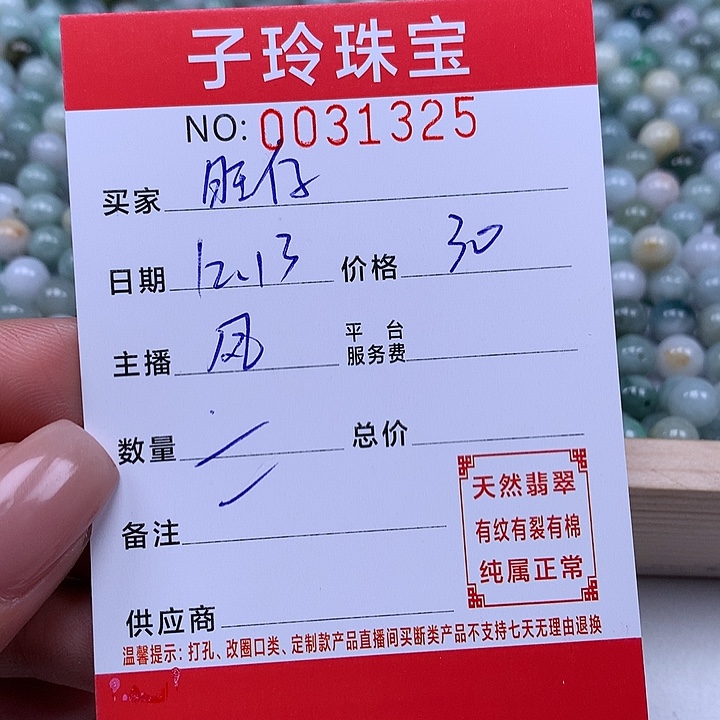 子玲珠宝
NO: 0031325
买家 旺仔
日期 12.13 价格 30
主播 风
平台
服务费
数量 总价
备注
供应商
天然翡翠
有纹有裂有棉
纯属正常
温馨提示: 打孔、改圈口类、定制款产品直播间买断类产品不支持七天无理由退换